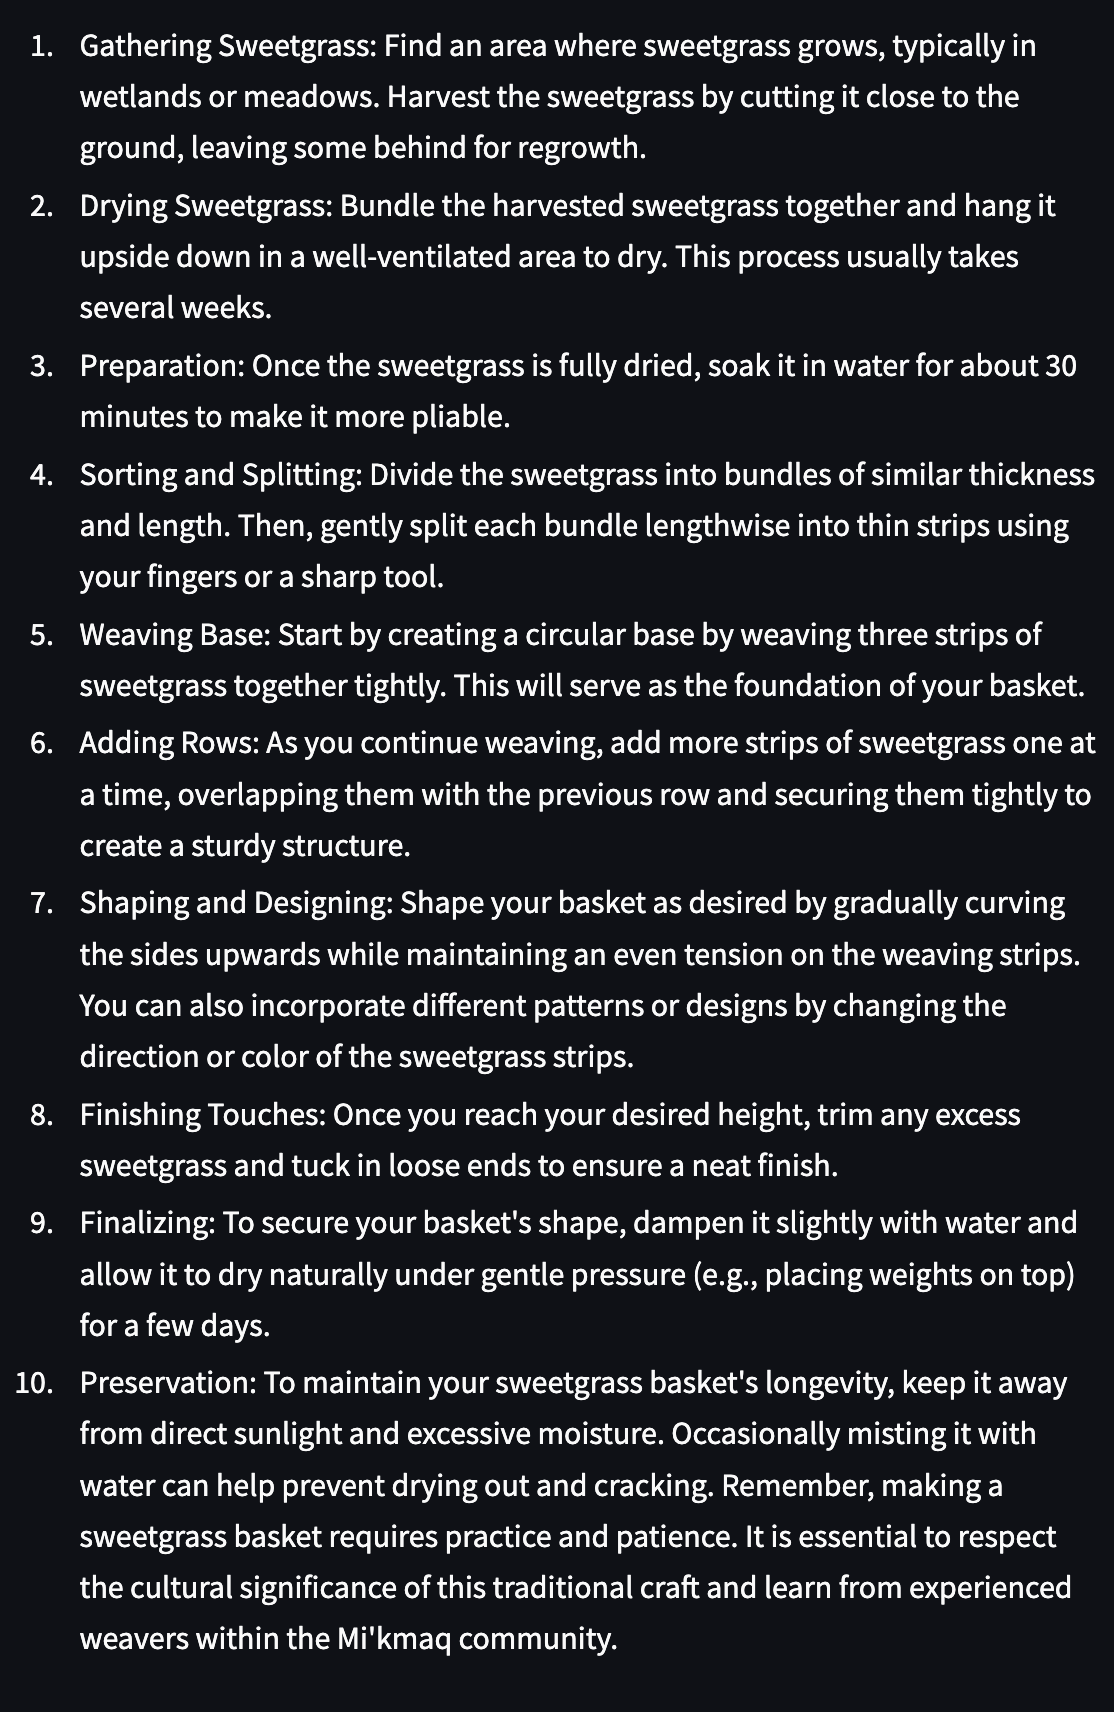 1. Gathering Sweetgrass: Find an area where sweetgrass grows, typically in
wetlands or meadows. Harvest the sweetgrass by cutting it close to the
ground, leaving some behind for regrowth.
2. Drying Sweetgrass: Bundle the harvested sweetgrass together and hang it
upside down in a well-ventilated area to dry. This process usually takes
several weeks.
3. Preparation: Once the sweetgrass is fully dried, soak it in water for about 30
minutes to make it more pliable.
4. Sorting and Splitting: Divide the sweetgrass into bundles of similar thickness
and length. Then, gently split each bundle lengthwise into thin strips using
your fingers or a sharp tool.
5. Weaving Base: Start by creating a circular base by weaving three strips of
sweetgrass together tightly. This will serve as the foundation of your basket.
6. Adding Rows: As you continue weaving, add more strips of sweetgrass one at
a time, overlapping them with the previous row and securing them tightly to
create a sturdy structure.
7. Shaping and Designing: Shape your basket as desired by gradually curving
the sides upwards while maintaining an even tension on the weaving strips.
You can also incorporate different patterns or designs by changing the
direction or color of the sweetgrass strips.
8. Finishing Touches: Once you reach your desired height, trim any excess
sweetgrass and tuck in loose ends to ensure a neat finish.
9. Finalizing: To secure your basket's shape, dampen it slightly with water and
allow it to dry naturally under gentle pressure (e.g., placing weights on top)
for a few days.
10. Preservation: To maintain your sweetgrass basket's longevity, keep it away
from direct sunlight and excessive moisture. Occasionally misting it with
water can help prevent drying out and cracking. Remember, making a
sweetgrass basket requires practice and patience. It is essential to respect
the cultural significance of this traditional craft and learn from experienced
weavers within the Mi'kmaq community.